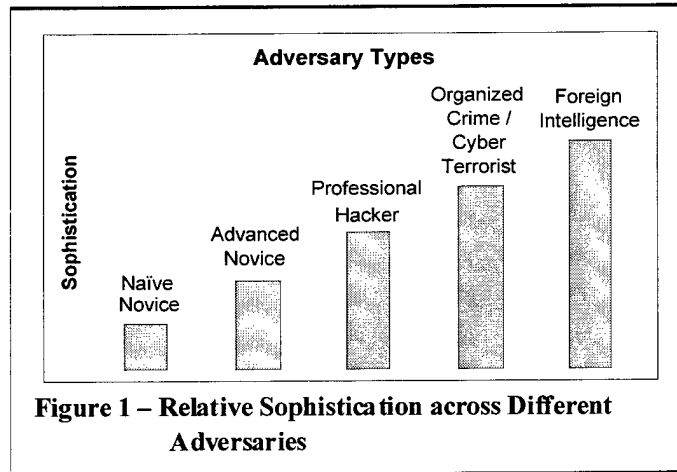 Adversary Types
Sophistication
Naïve
Novice
Advanced
Novice
Professional
Hacker
Organized
Crime /
Cyber
Terrorist
Foreign
Intelligence
Figure 1 – Relative Sophistication across Different
Adversaries